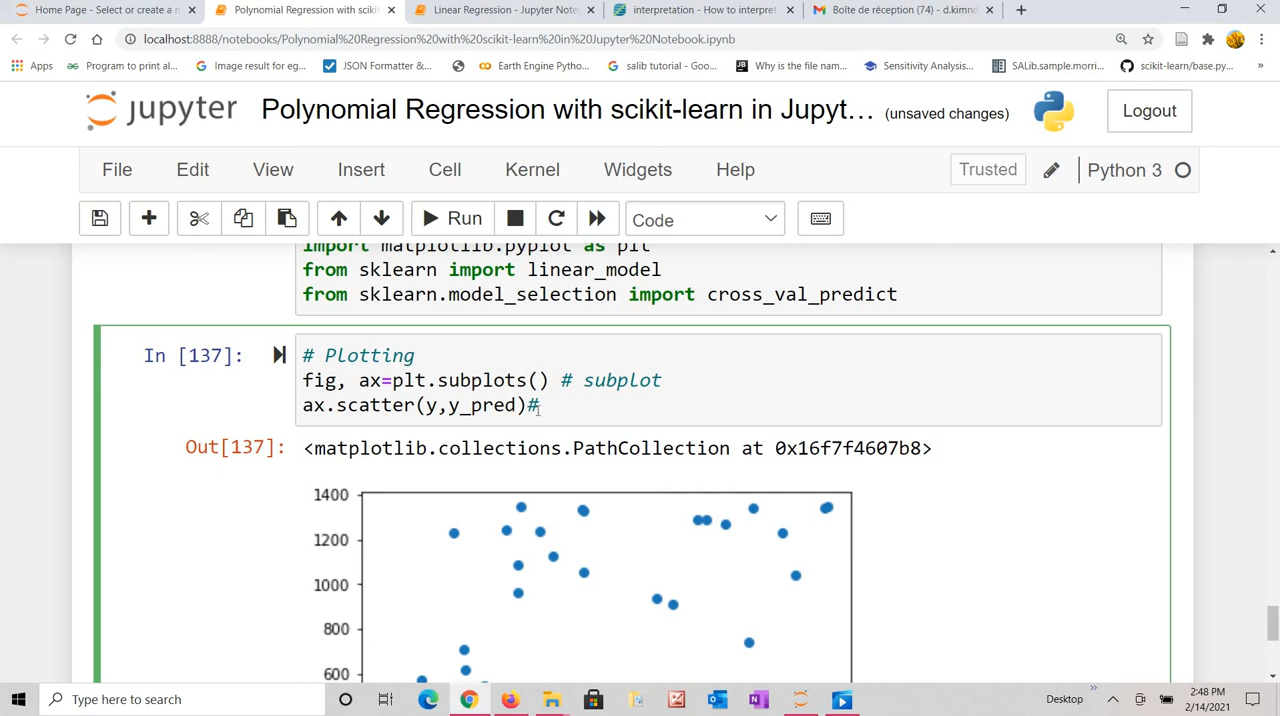 Home Page - Select or create a n
Polynomial Regression with scikit
Linear Regression - Jupyter Note
interpretation - How to interpret
Boîte de réception (74) - d.kimnd
localhost:8888/notebooks/Polynomial%20Regression%20with%20scikit-learn%20in%20Jupyter%20Notebook.ipynb
Apps
Program to print al...
Image result for eg...
JSON Formatter &...
Earth Engine Pytho...
salib tutorial - Goo...
Why is the file nam...
Sensitivity Analysis...
SALib.sample.morri...
scikit-learn/base.py...
»
jupyter
Polynomial Regression with scikit-learn in Jupyt...
(unsaved changes)
Logout
File Edit View Insert Cell Kernel Widgets Help
Trusted
Python 3
Run
Code
import matplotlib.pyplot as plt
from sklearn import linear_model
from sklearn.model_selection import cross_val_predict
In [137]:
# Plotting
fig, ax=plt.subplots() # subplot
ax.scatter(y,y_pred)#
Out[137]:
<matplotlib.collections.PathCollection at 0x16f7f4607b8>
1400
1200
1000
800
600
Type here to search
Desktop
»
2:48 PM
2/14/2021